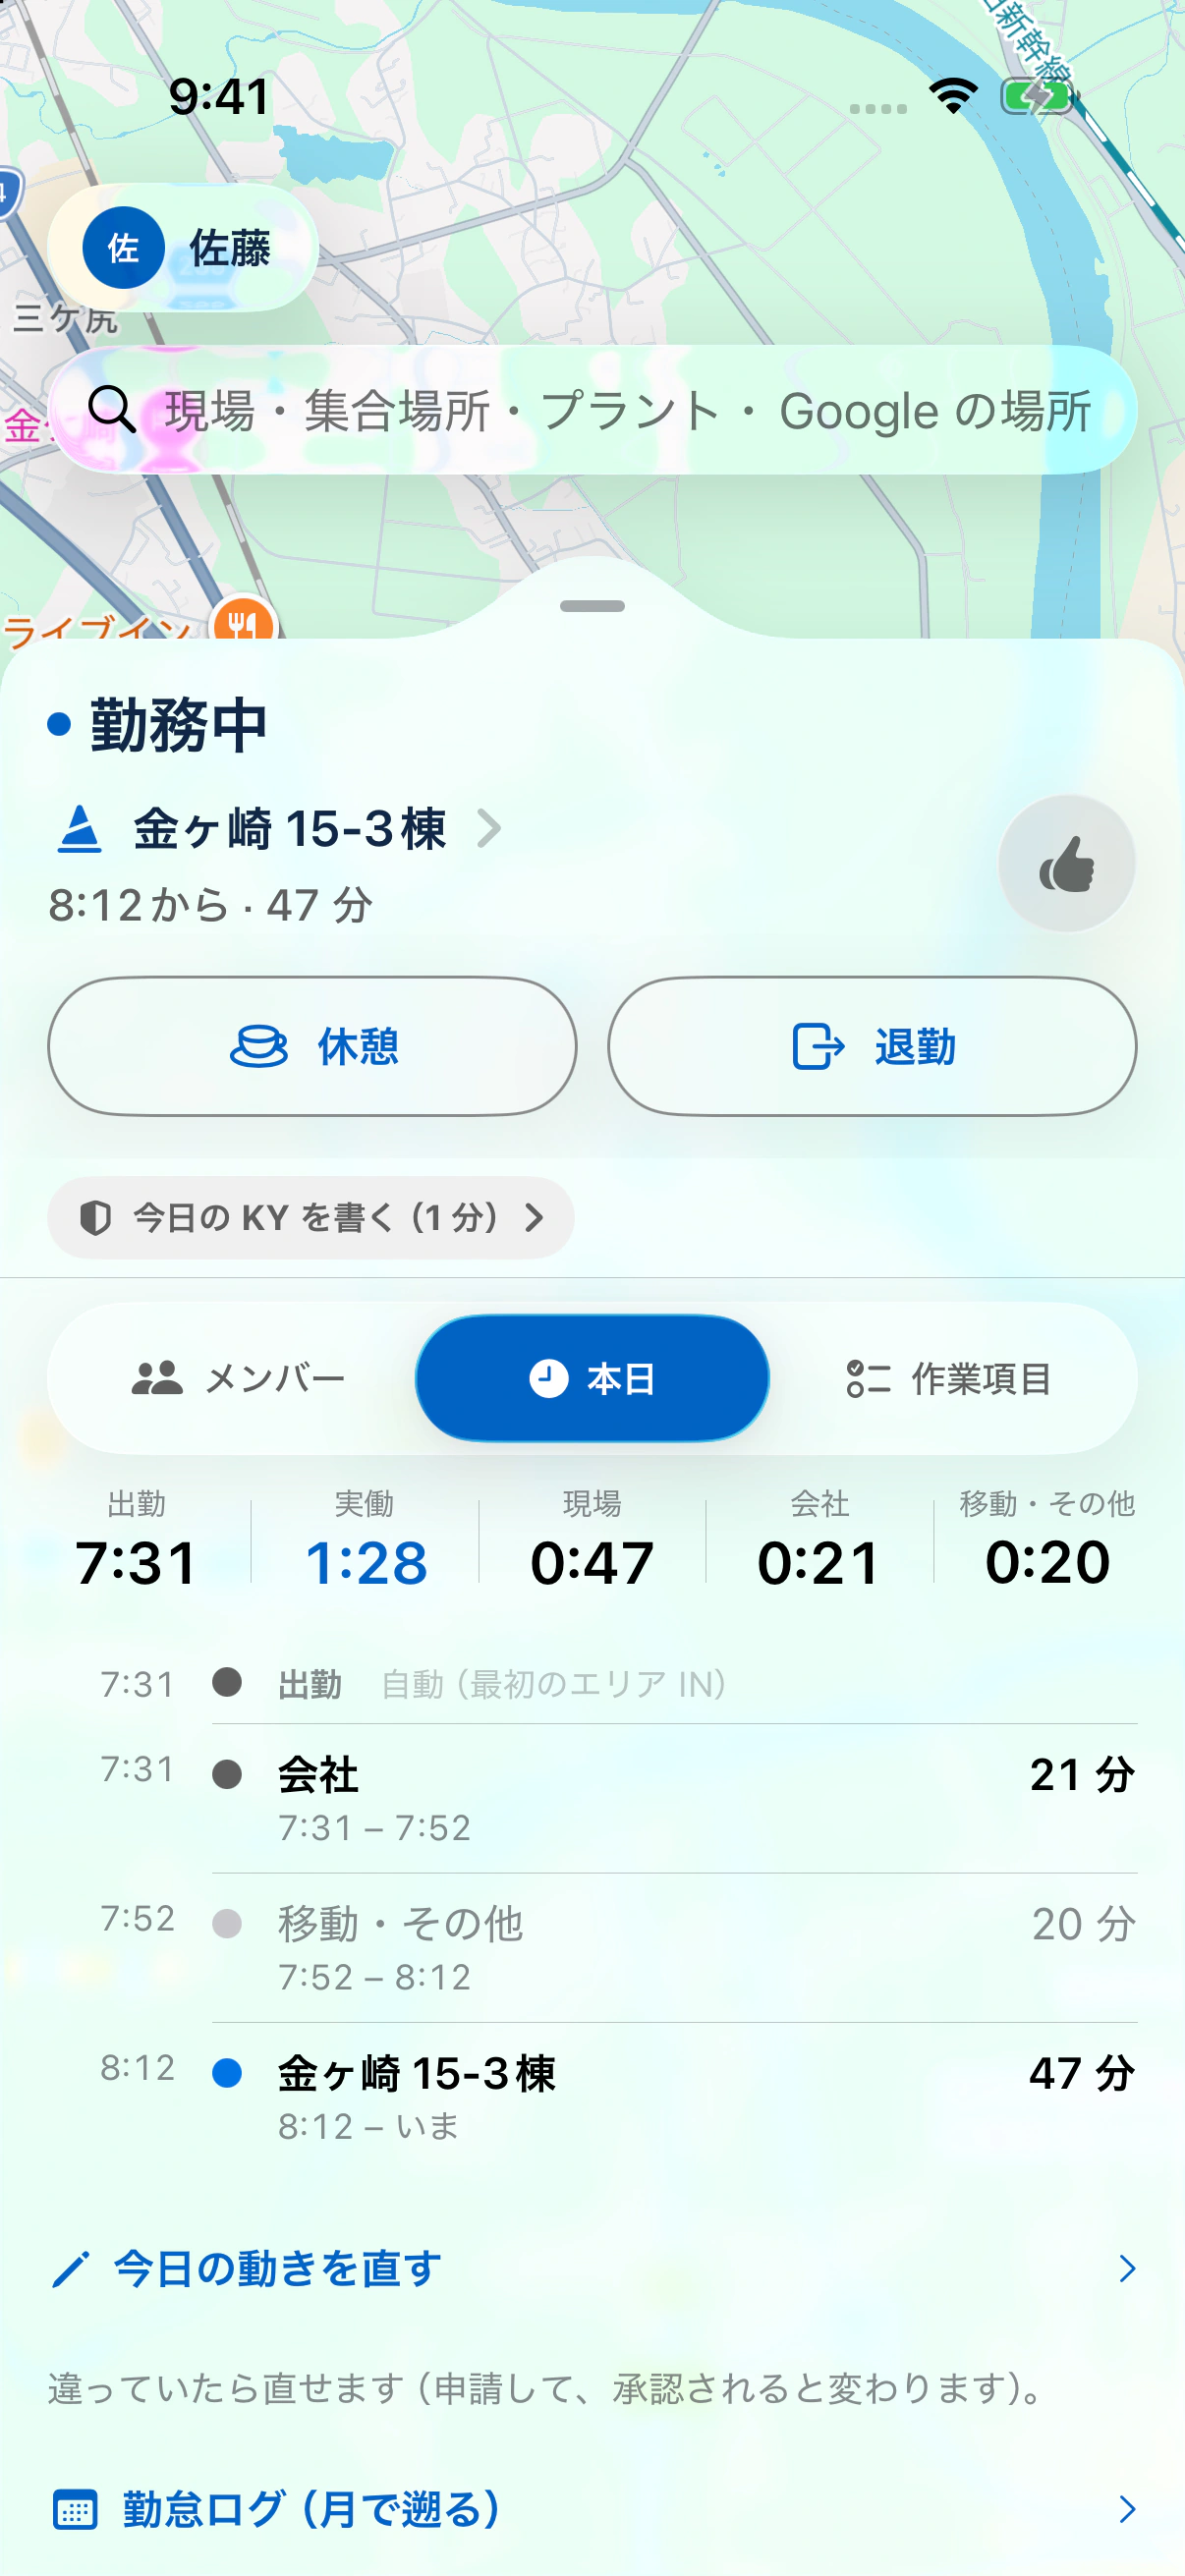 9:41
佐 佐藤
三ケ尻
現場・集合場所・プラント・ Google の場所
ライブイン
勤務中
金ヶ崎 15-3棟
8:12から · 47 分
休憩
退勤
今日の KY を書く（1 分）
メンバー
本日
作業項目
出勤 実働 現場 会社 移動・その他
7:31 1:28 0:47 0:21 0:20
7:31 出勤 自動（最初のエリア IN）
7:31 会社 21 分
7:31 – 7:52
7:52 移動・その他 20 分
7:52 – 8:12
8:12 金ヶ崎 15-3棟 47 分
8:12 – いま
今日の動きを直す
違っていたら直せます（申請して、承認されると変わります）。
勤怠ログ（月で遡る）